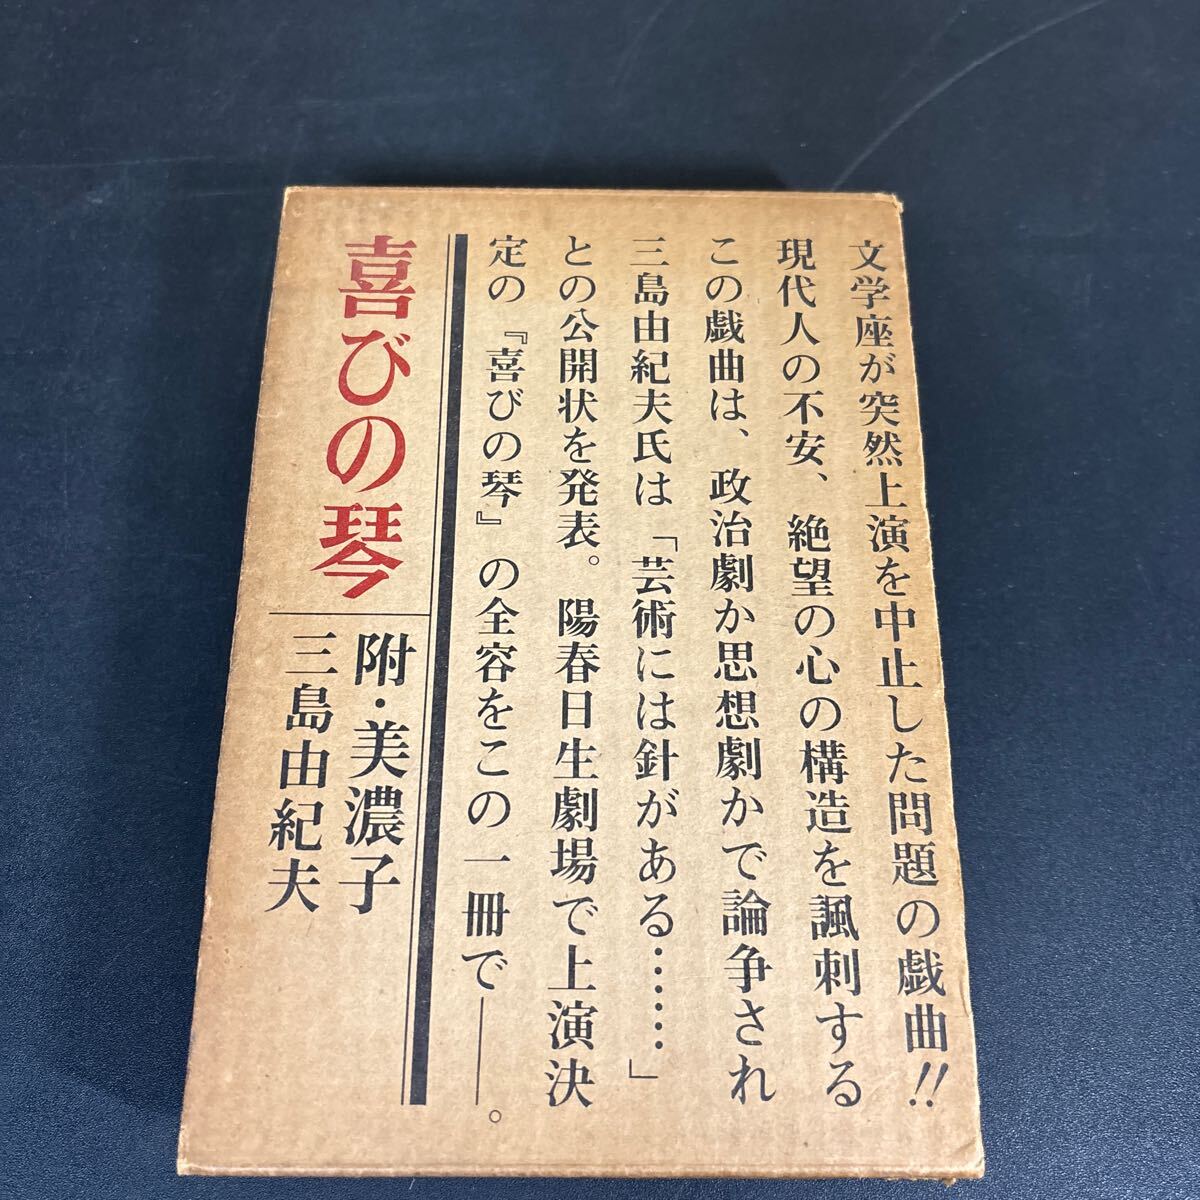 文学座が突然上演を中止した問題の戯曲!!
現代人の不安、絶望の心の構造を諷刺する
この戯曲は、政治劇か思想劇かで論争され
三島由紀夫氏は「芸術には針がある……」
との公開状を発表。陽春日生劇場で上演決
定の『喜びの琴』の全容をこの一冊で——。
喜びの琴
附・美濃子
三島由紀夫